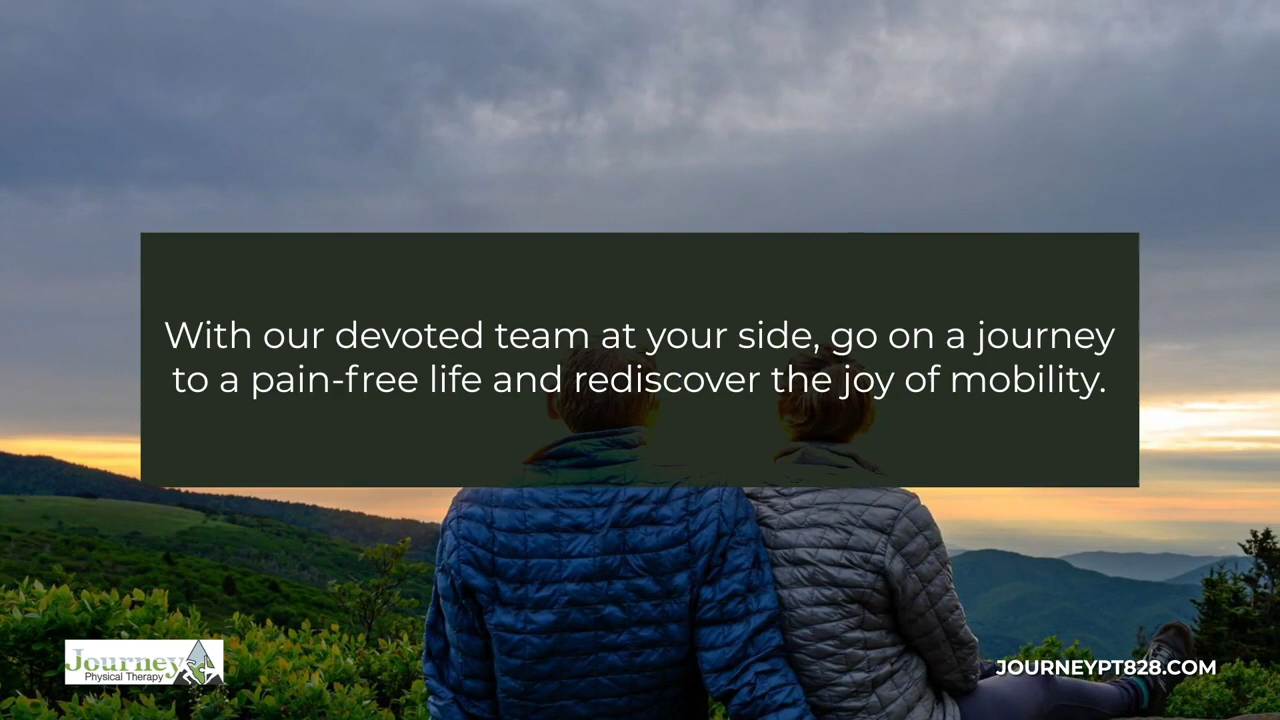 With our devoted team at your side, go on a journey
to a pain-free life and rediscover the joy of mobility.
Journey
Physical Therapy
JOURNEYPT828.COM